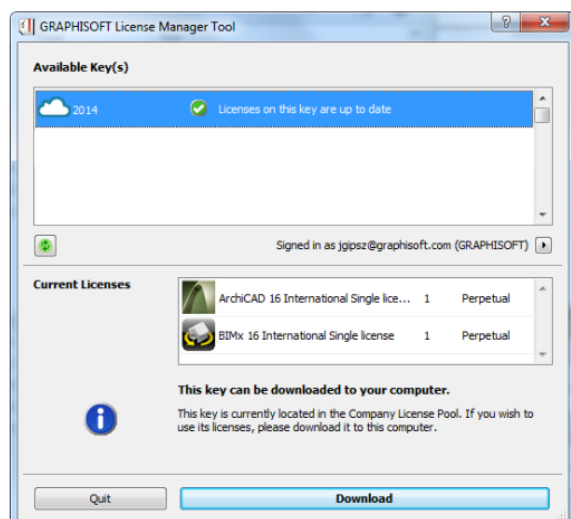 GRAPHISOFT License Manager Tool
Available Key(s)
2014 Licenses on this key are up to date
Signed in as jgipsz@graphisoft.com (GRAPHISOFT)
Current Licenses
ArchiCAD 16 International Single lice... 1 Perpetual
BIMx 16 International Single license 1 Perpetual
This key can be downloaded to your computer.
This key is currently located in the Company License Pool. If you wish to
use its licenses, please download it to this computer.
Quit Download